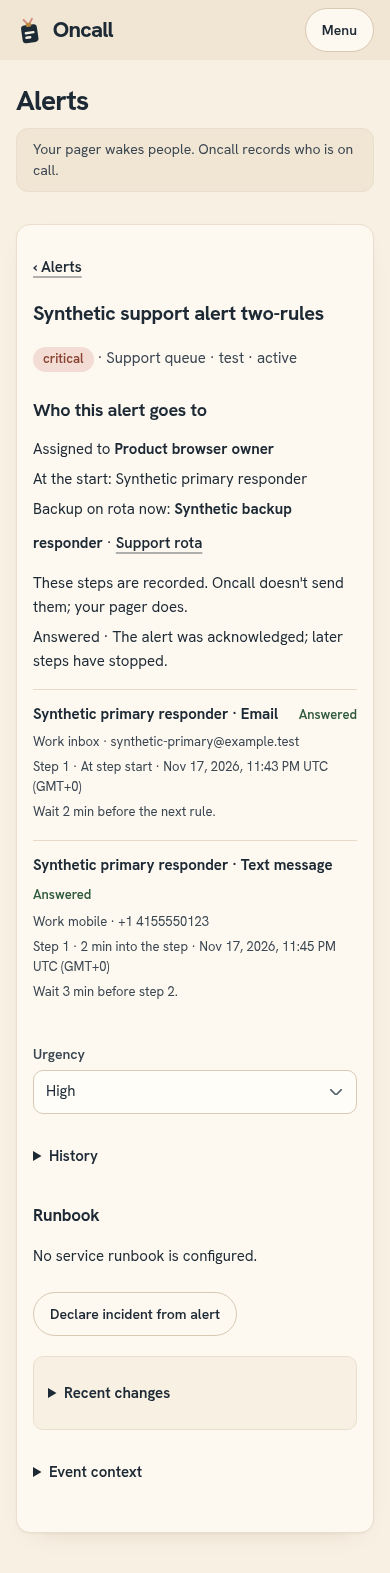 Oncall
Menu
Alerts
Your pager wakes people. Oncall records who is on
call.
‹ Alerts
Synthetic support alert two-rules
critical · Support queue · test · active
Who this alert goes to
Assigned to Product browser owner
At the start: Synthetic primary responder
Backup on rota now: Synthetic backup
responder · Support rota
These steps are recorded. Oncall doesn't send
them; your pager does.
Answered · The alert was acknowledged; later
steps have stopped.
Synthetic primary responder · Email Answered
Work inbox · synthetic-primary@example.test
Step 1 · At step start · Nov 17, 2026, 11:43 PM UTC
(GMT+0)
Wait 2 min before the next rule.
Synthetic primary responder · Text message
Answered
Work mobile · +1 4155550123
Step 1 · 2 min into the step · Nov 17, 2026, 11:45 PM
UTC (GMT+0)
Wait 3 min before step 2.
Urgency
High
History
Runbook
No service runbook is configured.
Declare incident from alert
Recent changes
Event context